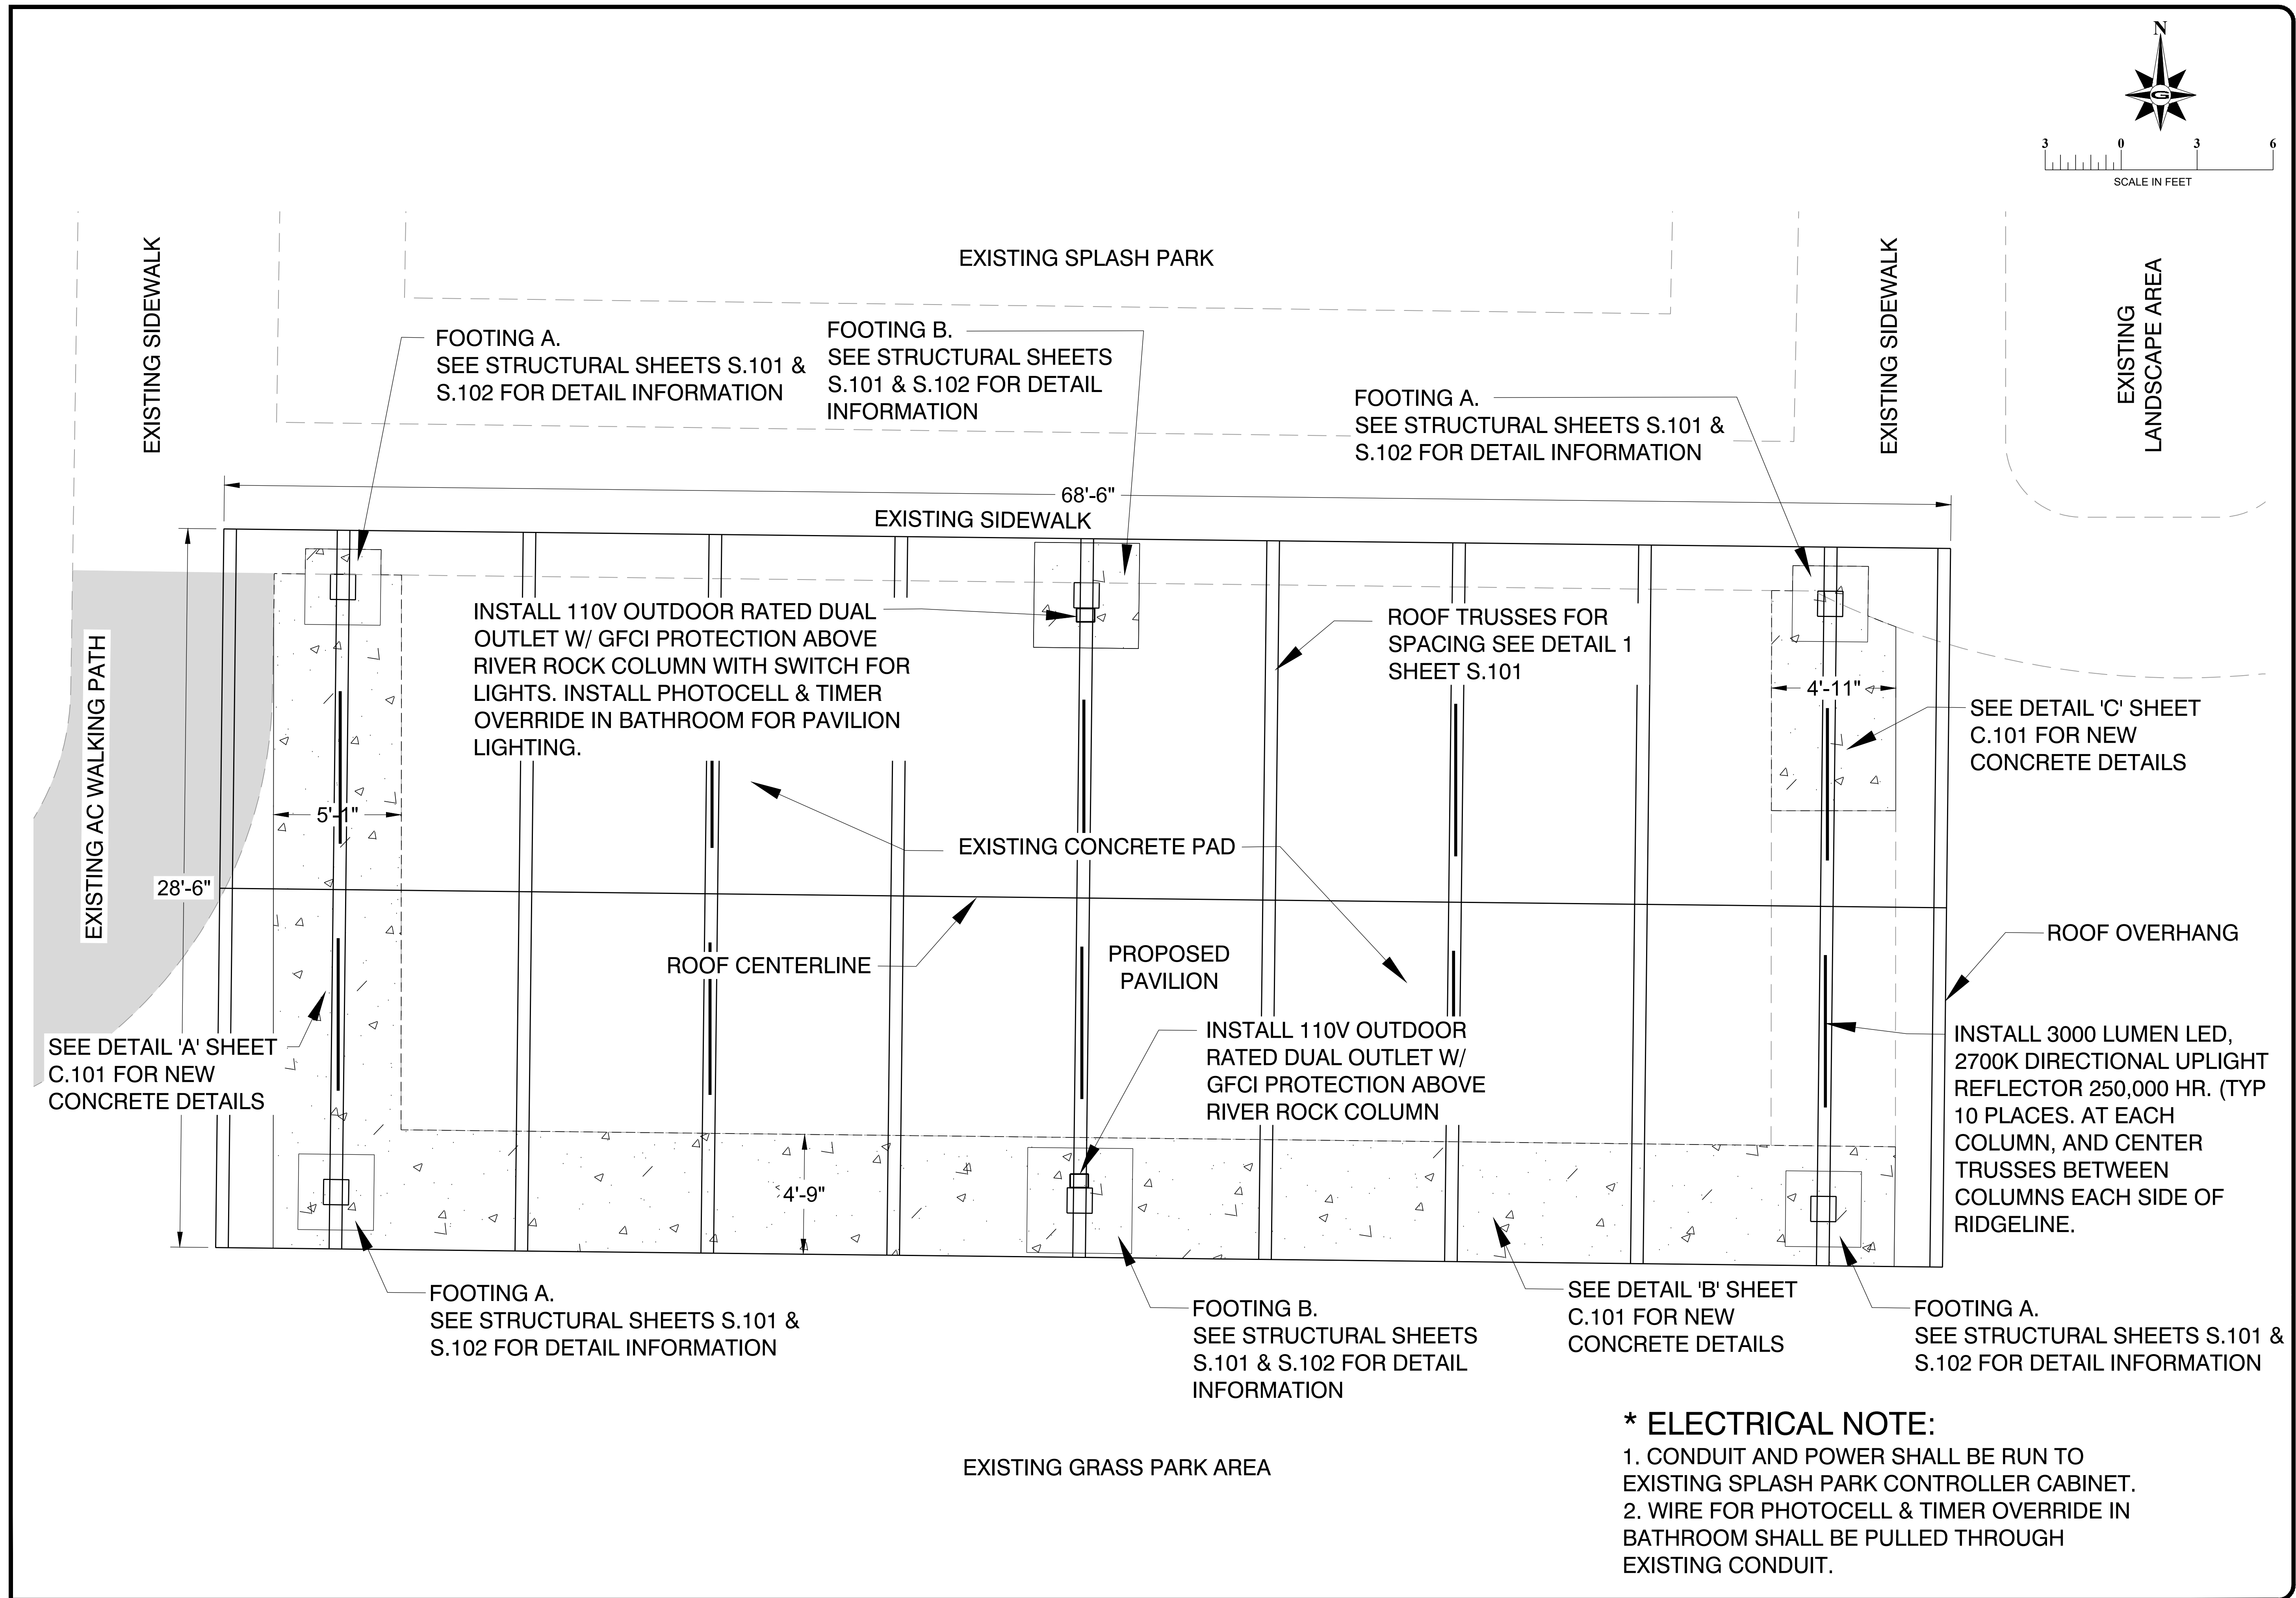 N
G
3 0 3 6
SCALE IN FEET
EXISTING SIDEWALK
EXISTING SPLASH PARK
EXISTING SIDEWALK
EXISTING
LANDSCAPE AREA
FOOTING A.
SEE STRUCTURAL SHEETS S.101 &
S.102 FOR DETAIL INFORMATION
FOOTING B.
SEE STRUCTURAL SHEETS
S.101 & S.102 FOR DETAIL
INFORMATION
FOOTING A.
SEE STRUCTURAL SHEETS S.101 &
S.102 FOR DETAIL INFORMATION
68'-6"
EXISTING SIDEWALK
INSTALL 110V OUTDOOR RATED DUAL
OUTLET W/ GFCI PROTECTION ABOVE
RIVER ROCK COLUMN WITH SWITCH FOR
LIGHTS. INSTALL PHOTOCELL & TIMER
OVERRIDE IN BATHROOM FOR PAVILION
LIGHTING.
ROOF TRUSSES FOR
SPACING SEE DETAIL 1
SHEET S.101
4'-11"
SEE DETAIL 'C' SHEET
C.101 FOR NEW
CONCRETE DETAILS
EXISTING AC WALKING PATH
5'-1"
EXISTING CONCRETE PAD
28'-6"
ROOF CENTERLINE
PROPOSED
PAVILION
ROOF OVERHANG
SEE DETAIL 'A' SHEET
C.101 FOR NEW
CONCRETE DETAILS
INSTALL 110V OUTDOOR
RATED DUAL OUTLET W/
GFCI PROTECTION ABOVE
RIVER ROCK COLUMN
INSTALL 3000 LUMEN LED,
2700K DIRECTIONAL UPLIGHT
REFLECTOR 250,000 HR. (TYP
10 PLACES. AT EACH
COLUMN, AND CENTER
TRUSSES BETWEEN
COLUMNS EACH SIDE OF
RIDGELINE.
4'-9"
FOOTING A.
SEE STRUCTURAL SHEETS S.101 &
S.102 FOR DETAIL INFORMATION
FOOTING B.
SEE STRUCTURAL SHEETS
S.101 & S.102 FOR DETAIL
INFORMATION
SEE DETAIL 'B' SHEET
C.101 FOR NEW
CONCRETE DETAILS
FOOTING A.
SEE STRUCTURAL SHEETS S.101 &
S.102 FOR DETAIL INFORMATION
EXISTING GRASS PARK AREA
* ELECTRICAL NOTE:
1. CONDUIT AND POWER SHALL BE RUN TO
EXISTING SPLASH PARK CONTROLLER CABINET.
2. WIRE FOR PHOTOCELL & TIMER OVERRIDE IN
BATHROOM SHALL BE PULLED THROUGH
EXISTING CONDUIT.